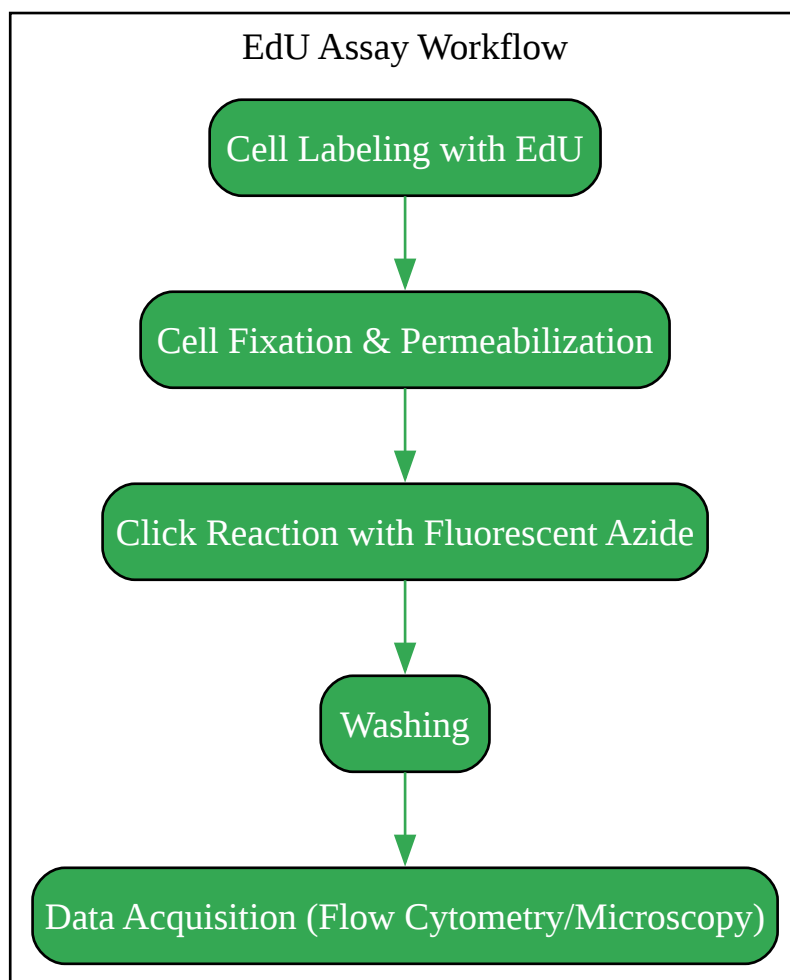 EdU Assay Workflow
Cell Labeling with EdU
Cell Fixation & Permeabilization
Click Reaction with Fluorescent Azide
Washing
Data Acquisition (Flow Cytometry/Microscopy)